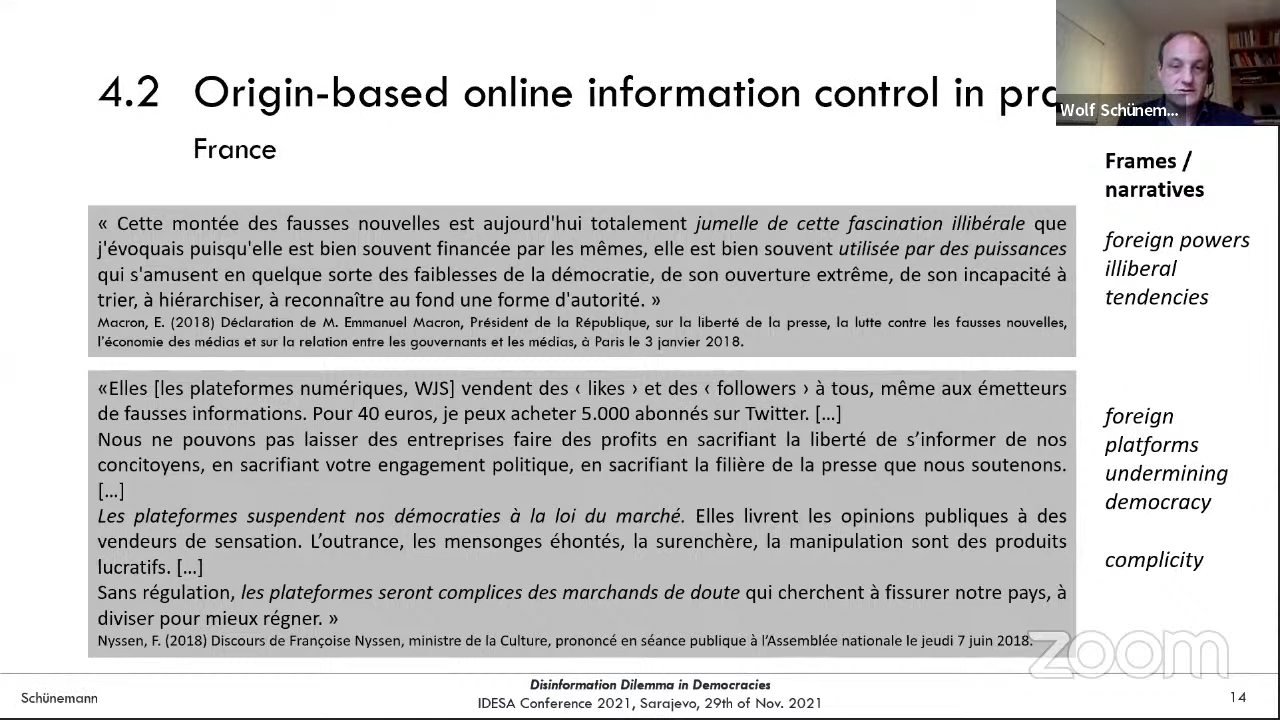 4.2 Origin-based online information control in pra
France
Wolf Schünem...
Frames /
narratives
« Cette montée des fausses nouvelles est aujourd'hui totalement jumelle de cette fascination illibérale que
j'évoquais puisqu'elle est bien souvent financée par les mêmes, elle est bien souvent utilisée par des puissances
qui s'amusent en quelque sorte des faiblesses de la démocratie, de son ouverture extrême, de son incapacité à
trier, à hiérarchiser, à reconnaître au fond une forme d'autorité. »
Macron, E. (2018) Déclaration de M. Emmanuel Macron, Président de la République, sur la liberté de la presse, la lutte contre les fausses nouvelles,
l'économie des médias et sur la relation entre les gouvernants et les médias, à Paris le 3 janvier 2018.
foreign powers
illiberal
tendencies
«Elles [les plateformes numériques, WJS] vendent des ‹ likes › et des ‹ followers › à tous, même aux émetteurs
de fausses informations. Pour 40 euros, je peux acheter 5.000 abonnés sur Twitter. […]
Nous ne pouvons pas laisser des entreprises faire des profits en sacrifiant la liberté de s'informer de nos
concitoyens, en sacrifiant votre engagement politique, en sacrifiant la filière de la presse que nous soutenons.
[…]
Les plateformes suspendent nos démocraties à la loi du marché. Elles livrent les opinions publiques à des
vendeurs de sensation. L'outrance, les mensonges éhontés, la surenchère, la manipulation sont des produits
lucratifs. […]
Sans régulation, les plateformes seront complices des marchands de doute qui cherchent à fissurer notre pays, à
diviser pour mieux régner. »
Nyssen, F. (2018) Discours de Françoise Nyssen, ministre de la Culture, prononcé en séance publique à l'Assemblée nationale le jeudi 7 juin 2018.
foreign
platforms
undermining
democracy
complicity
zoom
Schünemann
Disinformation Dilemma in Democracies
IDESA Conference 2021, Sarajevo, 29th of Nov. 2021
14